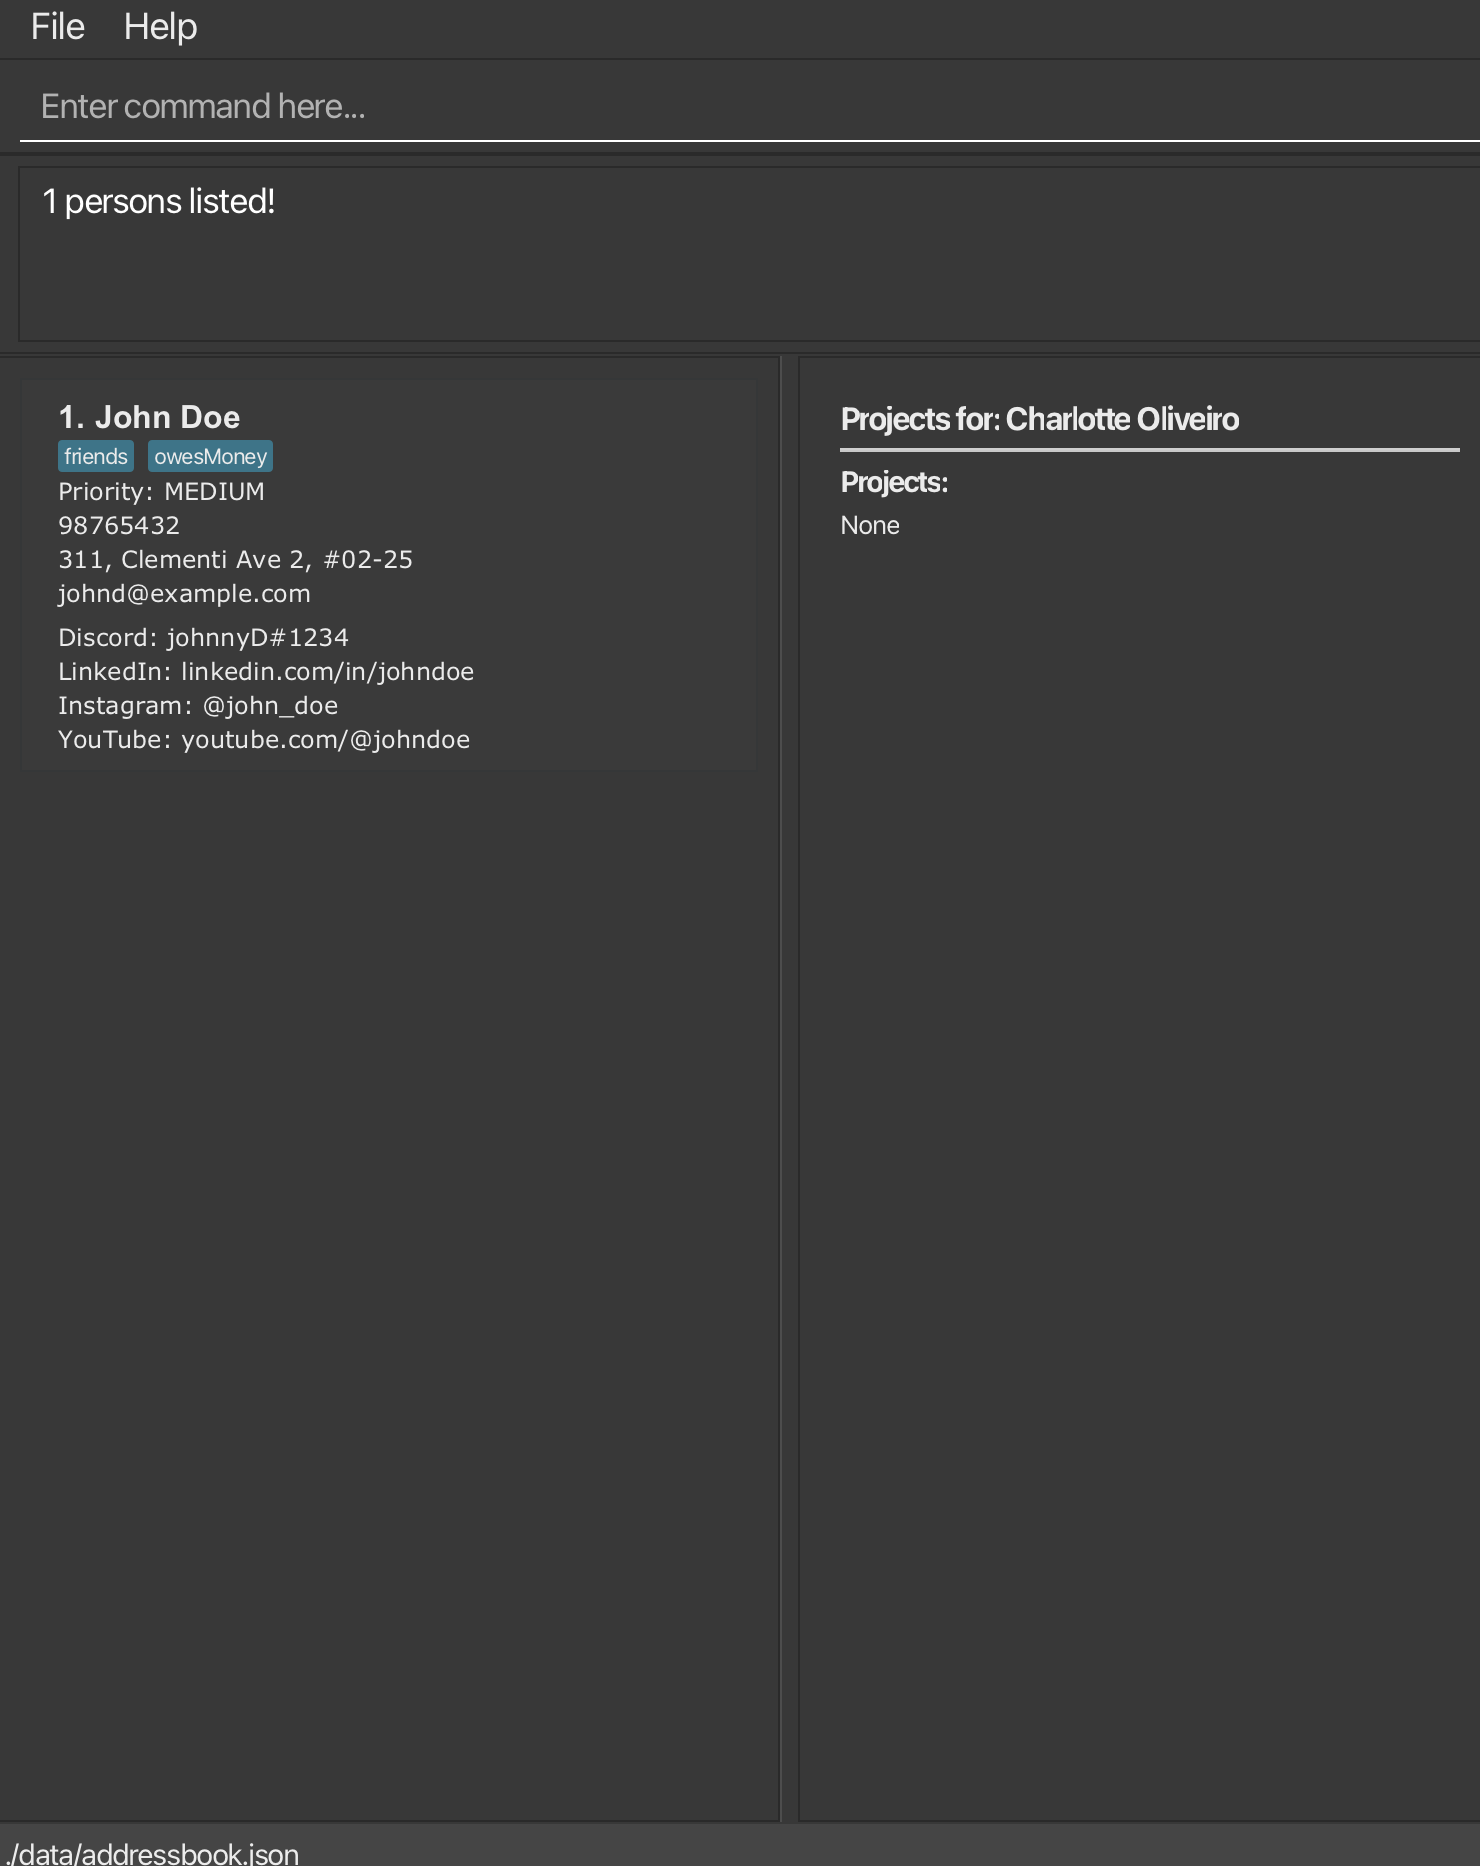 File Help
Enter command here...
1 persons listed!
1. John Doe
friends owesMoney
Priority: MEDIUM
98765432
311, Clementi Ave 2, #02-25
johnd@example.com
Discord: johnnyD#1234
LinkedIn: linkedin.com/in/johndoe
Instagram: @john_doe
YouTube: youtube.com/@johndoe
Projects for: Charlotte Oliveiro
Projects:
None
./data/addressbook.json